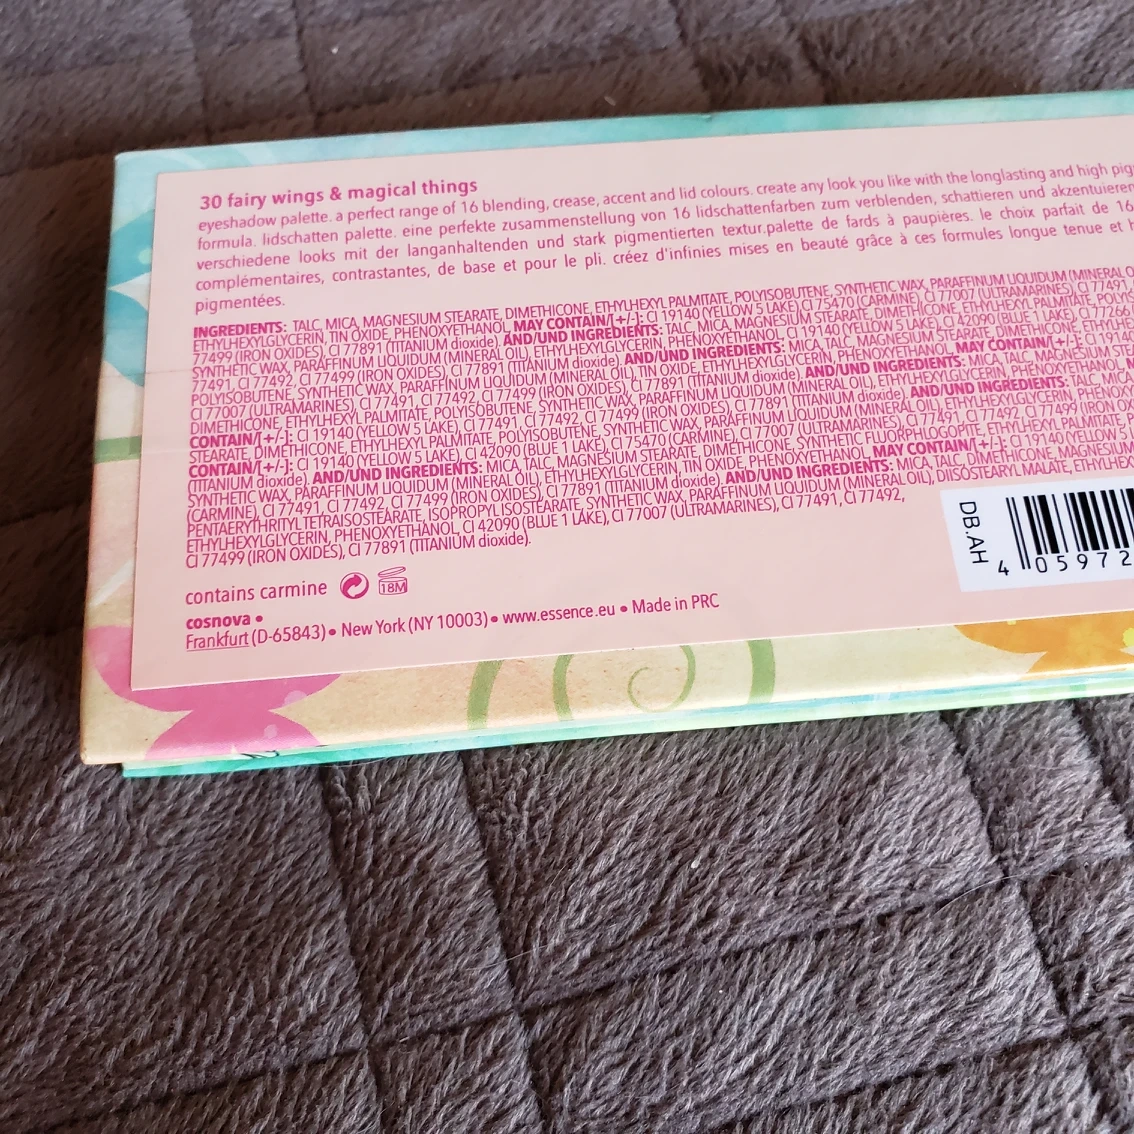 30 fairy wings & magical things
eyeshadow palette. a perfect range of 16 blending, crease, accent and lid colours. create any look you like with the longlasting and high pig
formula. lidschatten palette. eine perfekte zusammenstellung von 16 lidschattenfarben zum verblenden, schattieren und akzentuieren
verschiedene looks mit der langanhaltenden und stark pigmentierten textur.palette de fards à paupières. le choix parfait de 16
complémentaires, contrastantes, de base et pour le pli. créez d'infinies mises en beauté grâce à ces formules longue tenue et h
pigmentées.
INGREDIENTS: TALC, MICA, MAGNESIUM STEARATE, DIMETHICONE, ETHYLHEXYL PALMITATE, POLYISOBUTENE, SYNTHETIC WAX, PARAFFINUM LIQUIDUM (MINERAL O
ETHYLHEXYLGLYCERIN, TIN OXIDE, PHENOXYETHANOL. MAY CONTAIN/[+/-]: CI 19140 (YELLOW 5 LAKE), CI 75470 (CARMINE), CI 77007 (ULTRAMARINES), CI 77491,
77499 (IRON OXIDES), CI 77891 (TITANIUM dioxide). AND/UND INGREDIENTS: TALC, MICA, MAGNESIUM STEARATE, DIMETHICONE, ETHYLHEXYL PALMITATE, POLYIS
SYNTHETIC WAX, PARAFFINUM LIQUIDUM (MINERAL OIL), ETHYLHEXYLGLYCERIN, PHENOXYETHANOL. CI 19140 (YELLOW 5 LAKE), CI 42090 (BLUE 1 LAKE), CI 77266
77491, CI 77492, CI 77499 (IRON OXIDES), CI 77891 (TITANIUM dioxide). AND/UND INGREDIENTS: MICA, TALC, MAGNESIUM STEARATE, DIMETHICONE, ETHYLHE
POLYISOBUTENE, SYNTHETIC WAX, PARAFFINUM LIQUIDUM (MINERAL OIL), TIN OXIDE, ETHYLHEXYLGLYCERIN, PHENOXYETHANOL. MAY CONTAIN/[+/-]: CI 19140
CI 77007 (ULTRAMARINES), CI 77491, CI 77492, CI 77499 (IRON OXIDES), CI 77891 (TITANIUM dioxide). AND/UND INGREDIENTS: MICA, TALC, MAGNESIUM
DIMETHICONE, ETHYLHEXYL PALMITATE, POLYISOBUTENE, SYNTHETIC WAX, PARAFFINUM LIQUIDUM (MINERAL OIL), ETHYLHEXYLGLYCERIN, PHENOXYETHANOL. M
CONTAIN/[+/-]: CI 19140 (YELLOW 5 LAKE), CI 77491, CI 77492, CI 77499 (IRON OXIDES), CI 77891 (TITANIUM dioxide). AND/UND INGREDIENTS: TALC, MICA
STEARATE, DIMETHICONE, ETHYLHEXYL PALMITATE, POLYISOBUTENE, SYNTHETIC WAX, PARAFFINUM LIQUIDUM (MINERAL OIL), ETHYLHEXYLGLYCERIN, PHENOX
CONTAIN/[+/-]: CI 19140 (YELLOW 5 LAKE), CI 42090 (BLUE 1 LAKE), CI 75470 (CARMINE), CI 77007 (ULTRAMARINES), CI 77491, CI 77492, CI 77499 (IRON
(TITANIUM dioxide). AND/UND INGREDIENTS: MICA, TALC, MAGNESIUM STEARATE, DIMETHICONE, SYNTHETIC FLUORPHLOGOPITE, ETHYLHEXYL PALMITATE, P
SYNTHETIC WAX, PARAFFINUM LIQUIDUM (MINERAL OIL), ETHYLHEXYLGLYCERIN, TIN OXIDE, PHENOXYETHANOL. MAY CONTAIN/[+/-]: CI 19140 (YELLOW 5
(CARMINE), CI 77491, CI 77492, CI 77499 (IRON OXIDES), CI 77891 (TITANIUM dioxide). AND/UND INGREDIENTS: MICA, TALC, DIMETHICONE, MAGNESIUM
PENTAERYTHRITYL TETRAISOSTEARATE, ISOPROPYL ISOSTEARATE, SYNTHETIC WAX, PARAFFINUM LIQUIDUM (MINERAL OIL), DIISOSTEARYL MALATE, ETHYLH
ETHYLHEXYLGLYCERIN, PHENOXYETHANOL, CI 42090 (BLUE 1 LAKE), CI 77007 (ULTRAMARINES), CI 77491, CI 77492,
CI 77499 (IRON OXIDES), CI 77891 (TITANIUM dioxide).
contains carmine 18M
cosnova •
Frankfurt (D-65843) • New York (NY 10003) • www.essence.eu • Made in PRC
DB.AH
4 05972